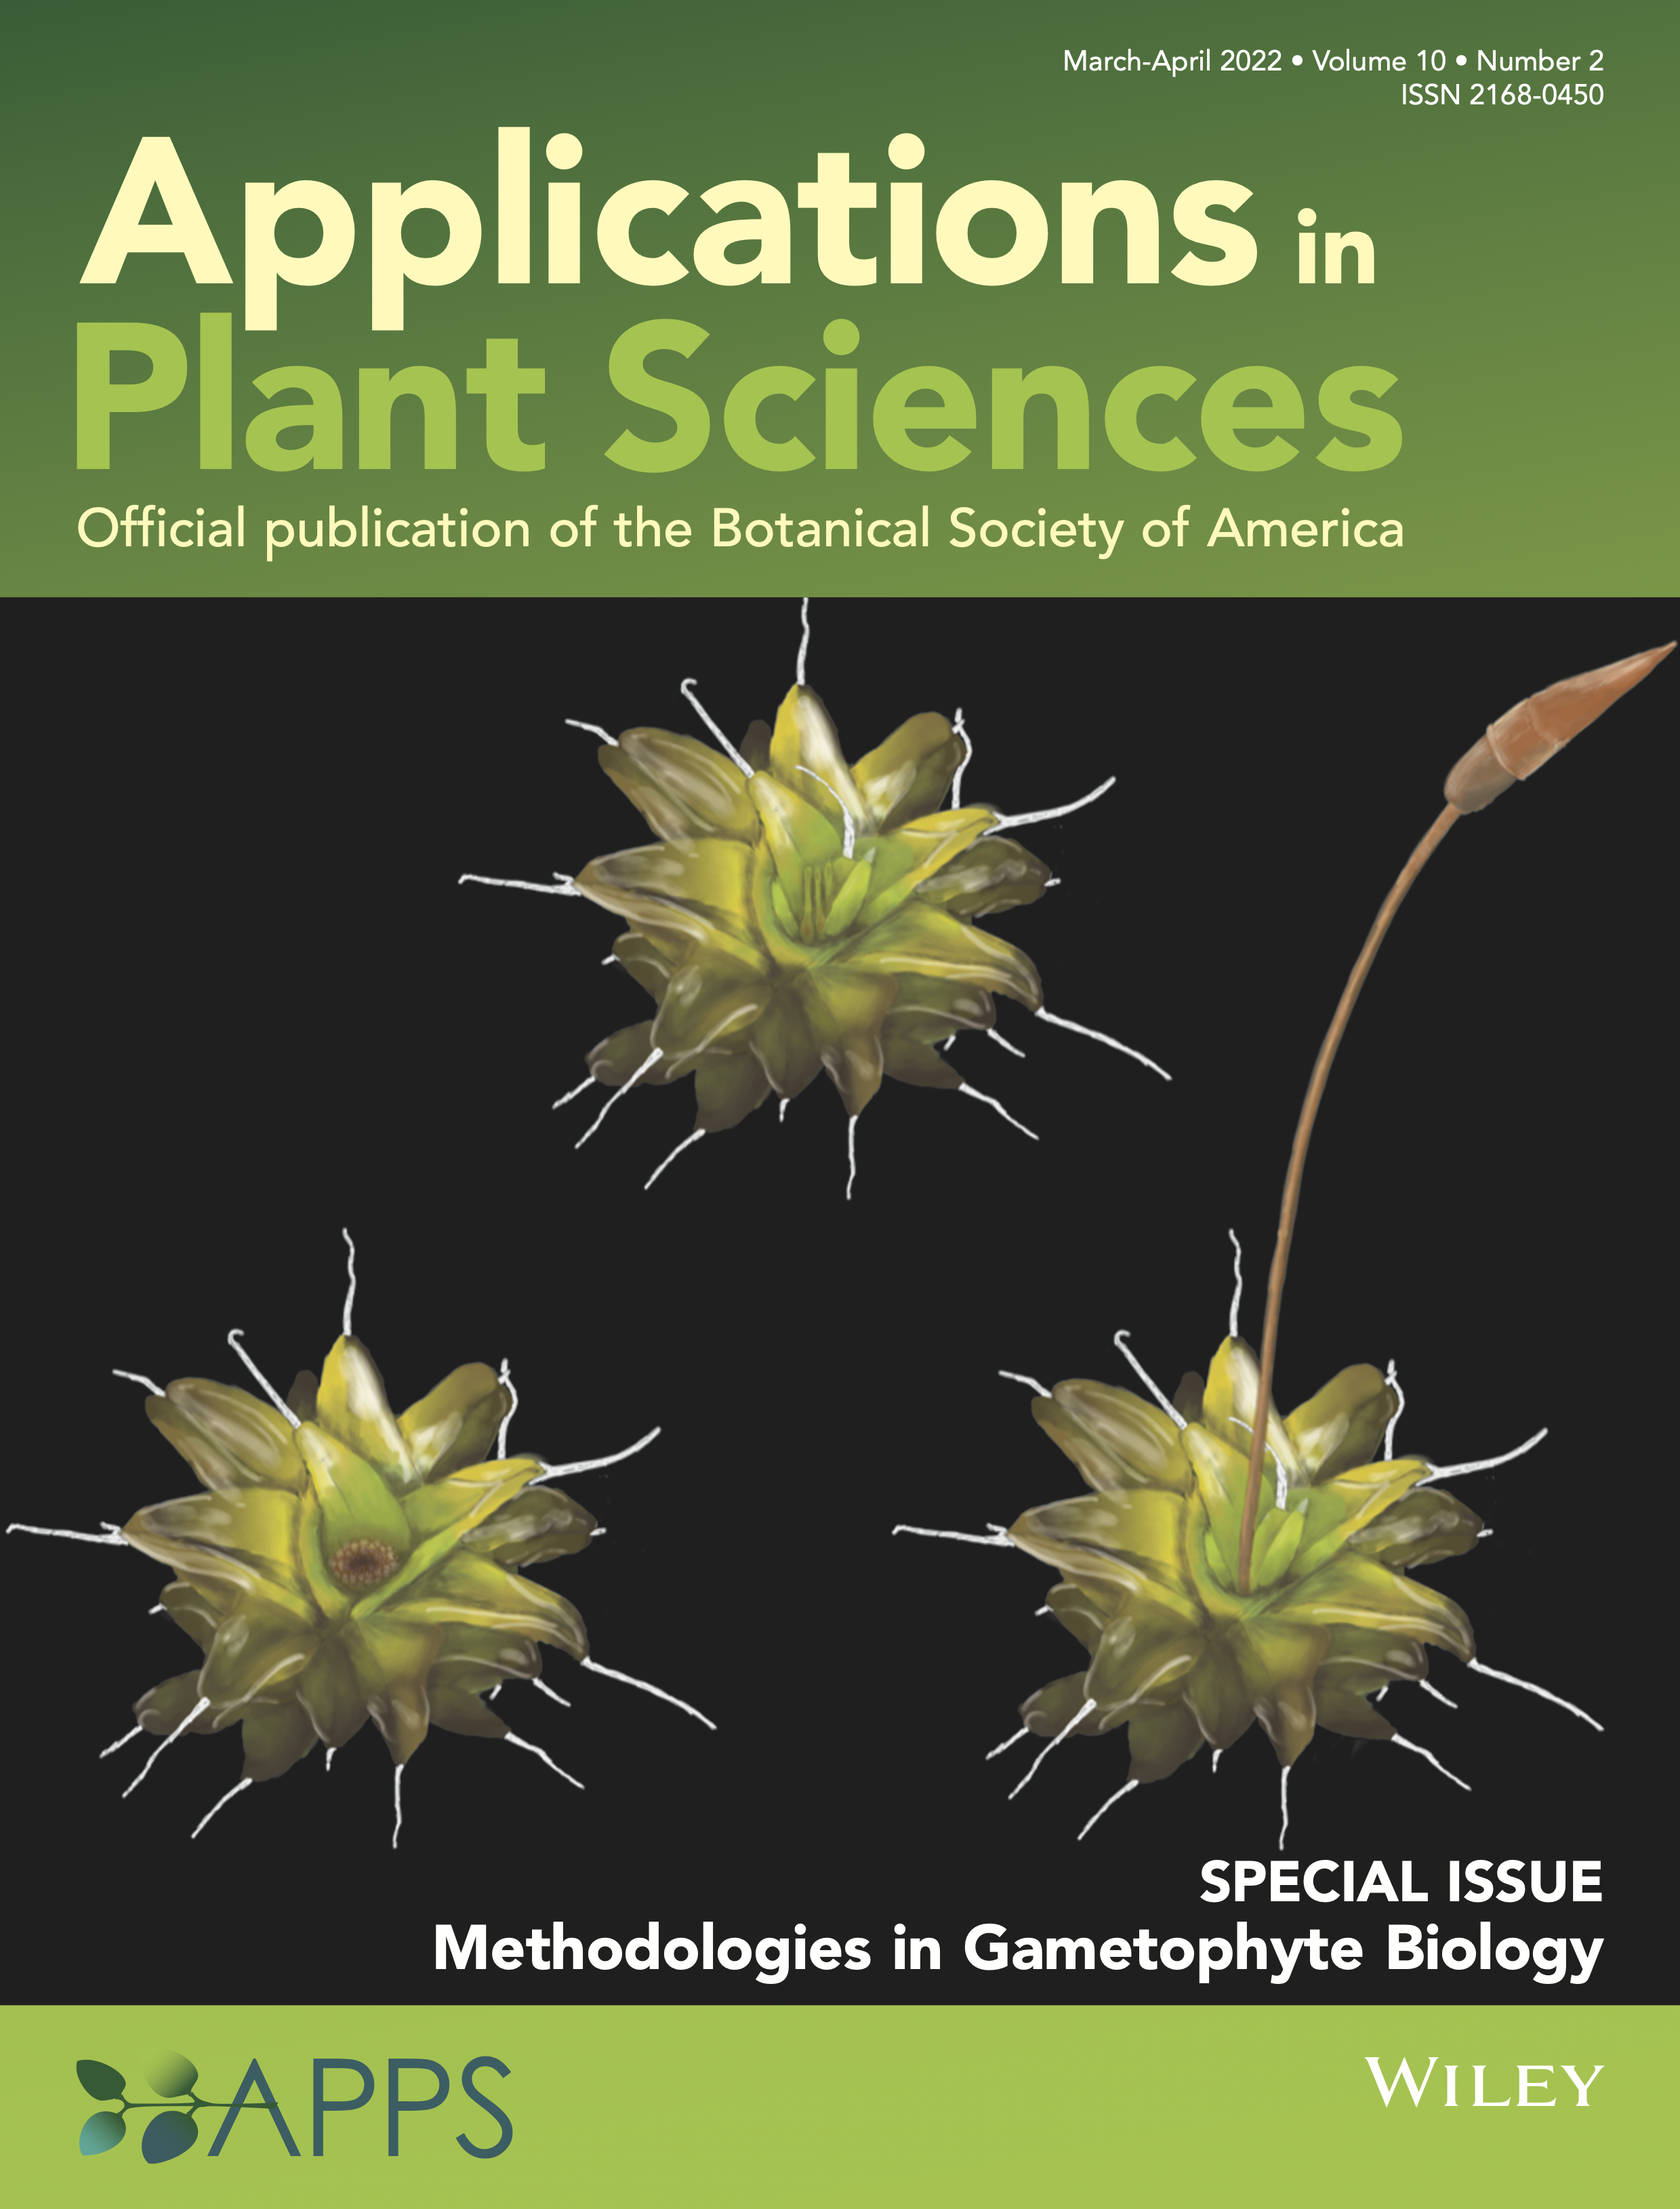 March-April 2022 • Volume 10 • Number 2
ISSN 2168-0450
Applications in
Plant Sciences
Official publication of the Botanical Society of America
SPECIAL ISSUE
Methodologies in Gametophyte Biology
APPS
WILEY